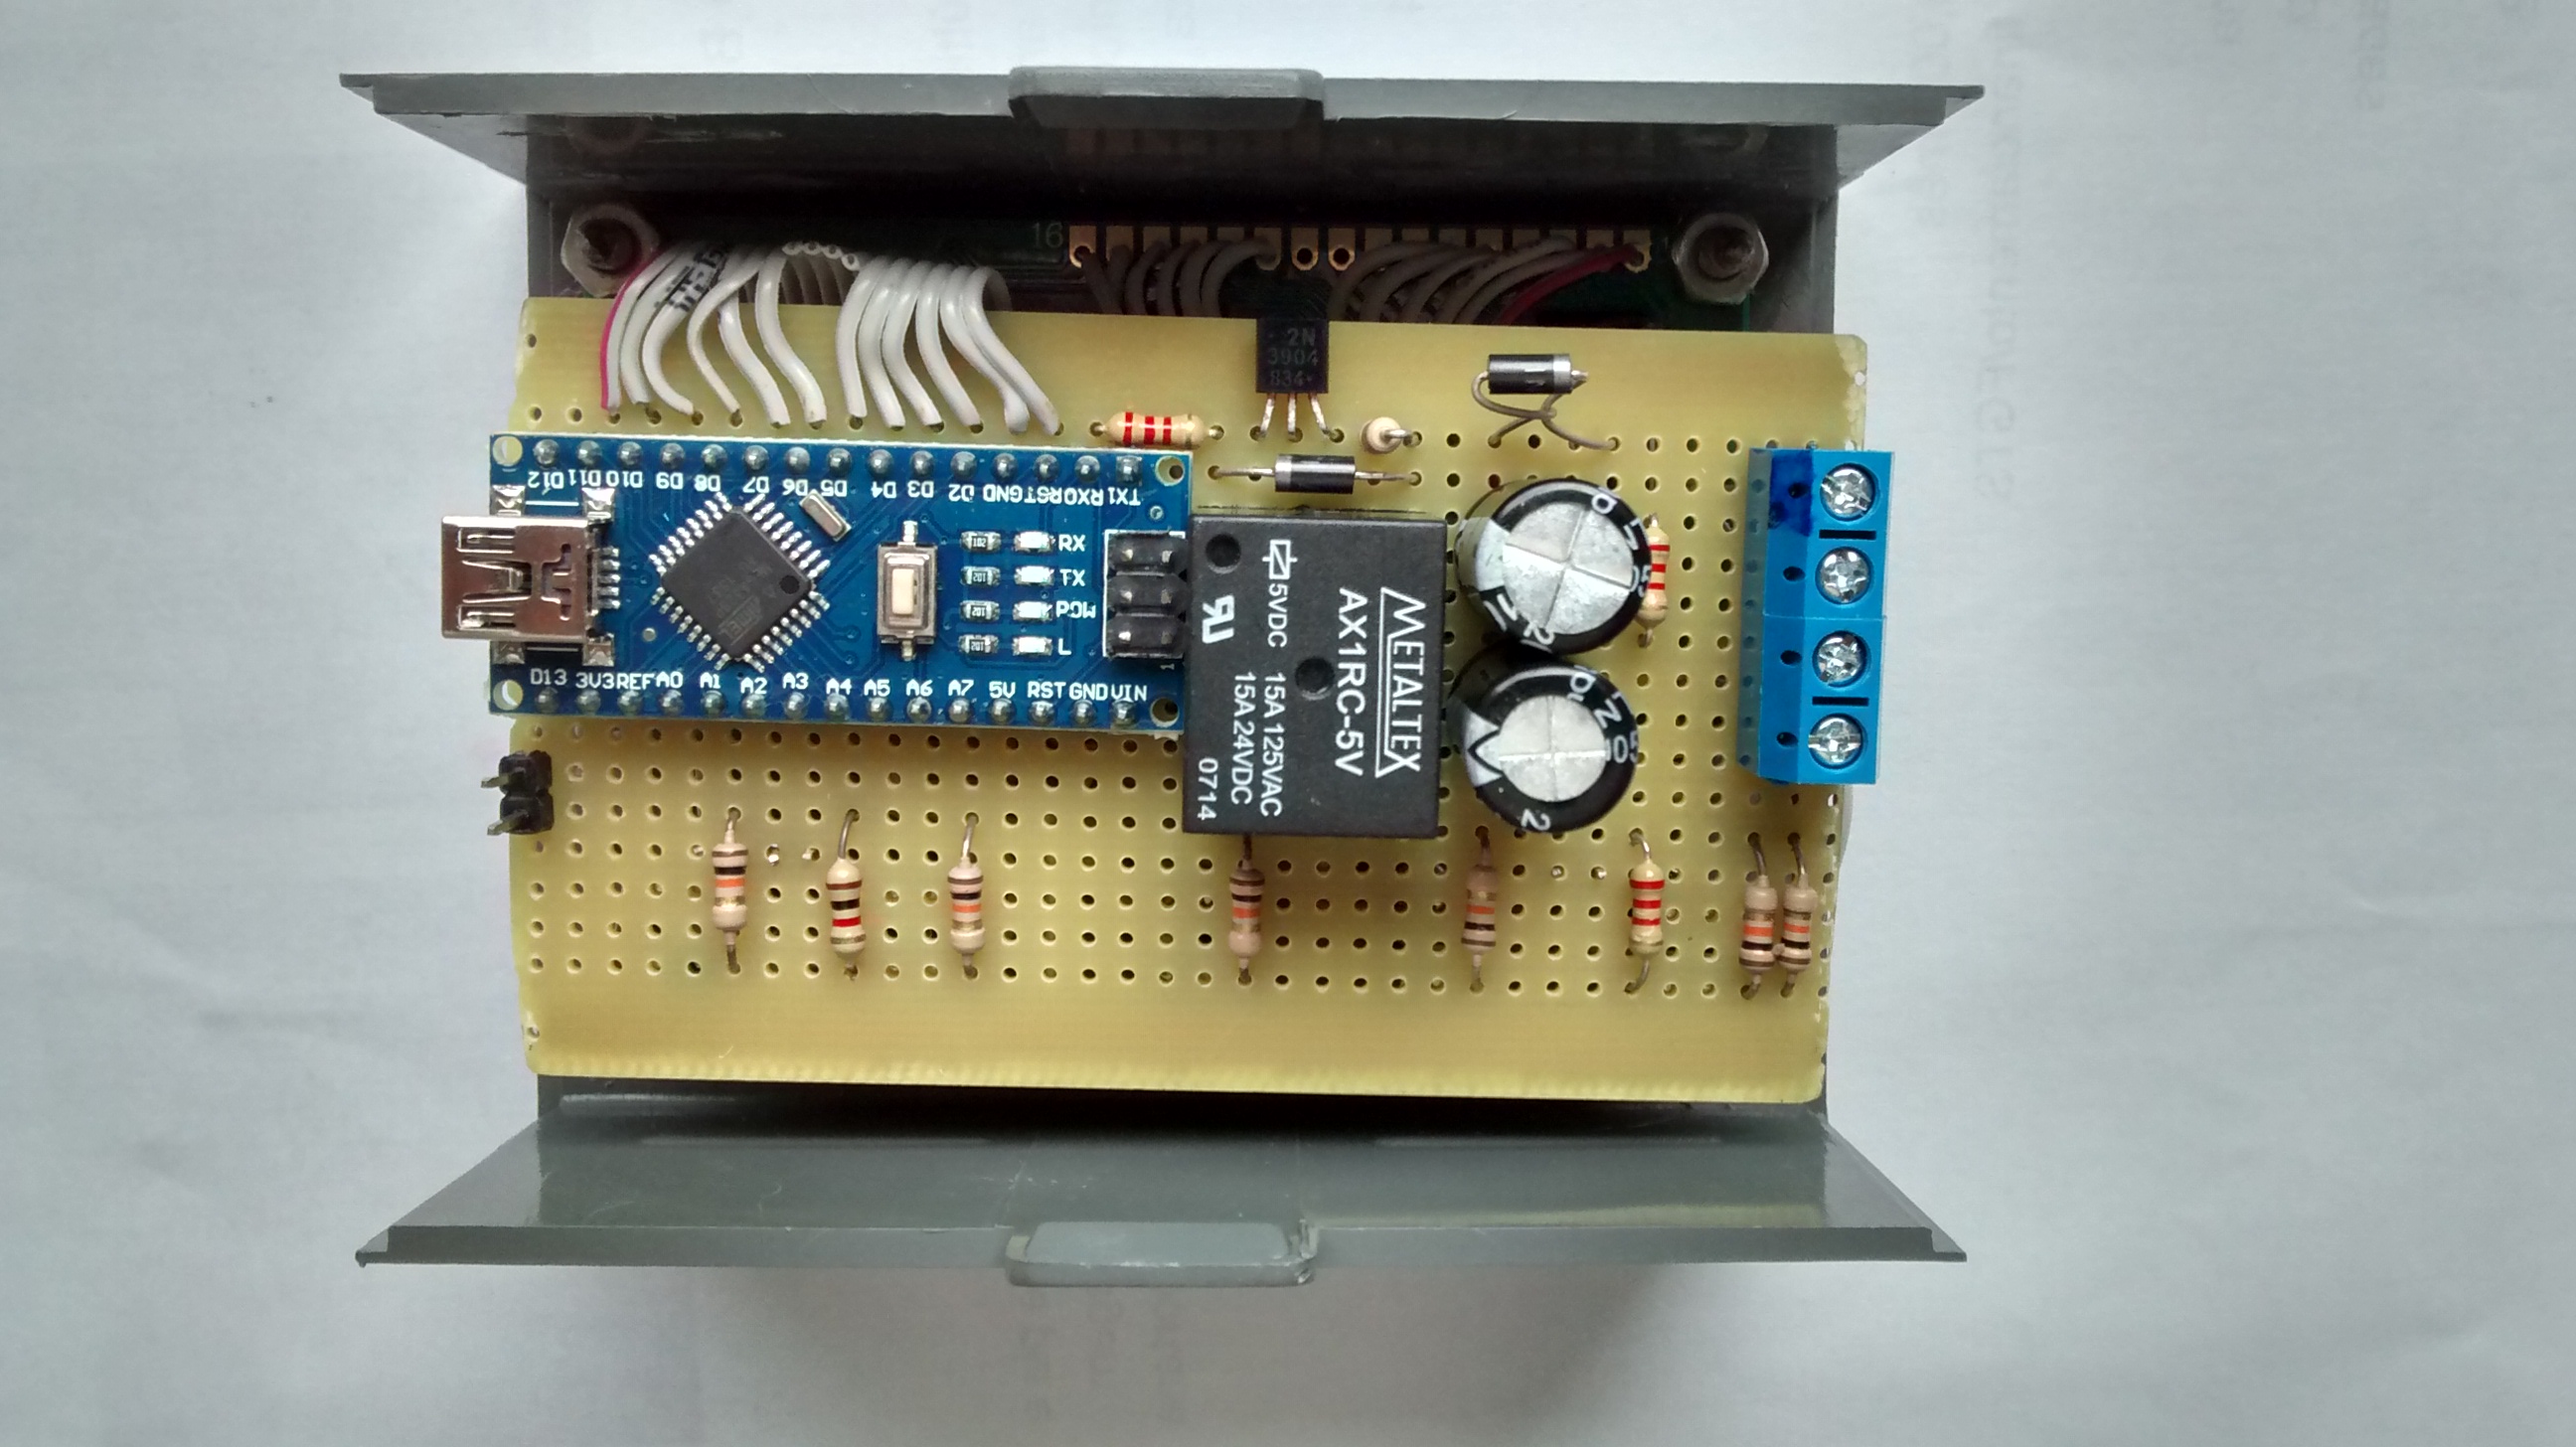 16
2N
3904
834
D12 D11 D10 D9 D8 D7 D6 D5 D4 D3 D2 GND RST RX0 TX1
RX
TX
POW
L
1
D13 3V3 REF A0 A1 A2 A3 A4 A5 A6 A7 5V RST GND VIN
METALTEX
AX1RC-5V
5VDC 15A 125VAC
15A 24VDC
0714